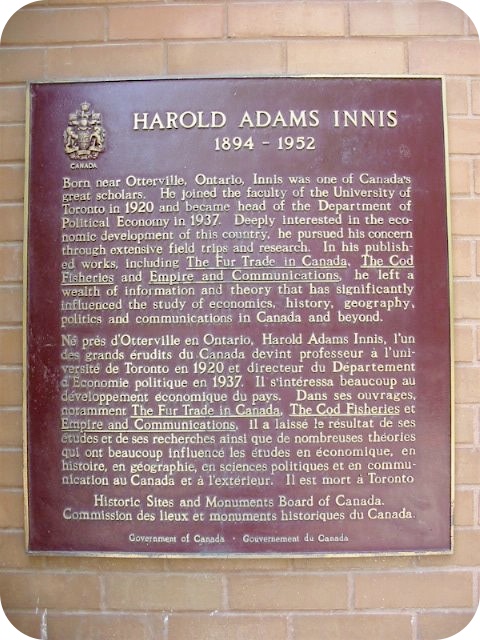 CANADA
HAROLD ADAMS INNIS
1894 - 1952
Born near Otterville, Ontario, Innis was one of Canada's
great scholars. He joined the faculty of the University of
Toronto in 1920 and became head of the Department of
Political Economy in 1937. Deeply interested in the eco-
nomic development of this country, he pursued his concern
through extensive field trips and research. In his publish-
ed works, including The Fur Trade in Canada, The Cod
Fisheries and Empire and Communications, he left a
wealth of information and theory that has significantly
influenced the study of economics, history, geography,
politics and communications in Canada and beyond.
Né près d'Otterville en Ontario, Harold Adams Innis, l'un
des grands érudits du Canada devint professeur à l'uni-
versité de Toronto en 1920 et directeur du Département
d'Économie politique en 1937. Il s'intéressa beaucoup au
développement économique du pays. Dans ses ouvrages,
notamment The Fur Trade in Canada, The Cod Fisheries et
Empire and Communications, il a laissé le résultat de ses
études et de ses recherches ainsi que de nombreuses théories
qui ont beaucoup influencé les études en économique, en
histoire, en géographie, en sciences politiques et en commu-
nication au Canada et à l'extérieur. Il est mort à Toronto
Historic Sites and Monuments Board of Canada.
Commission des lieux et monuments historiques du Canada.
Government of Canada · Gouvernement du Canada